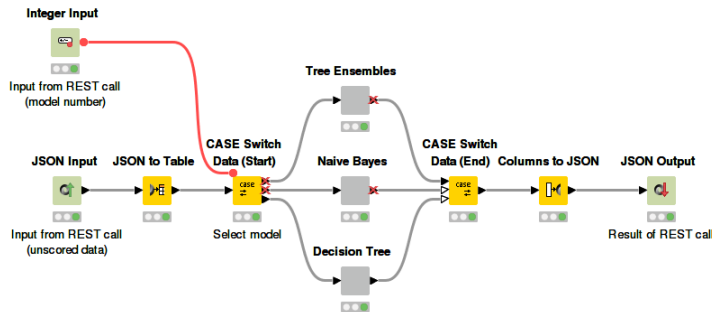 Integer Input
Input from REST call
(model number)
Tree Ensembles
JSON Input
JSON to Table
CASE Switch
Data (Start)
Naive Bayes
CASE Switch
Data (End)
Columns to JSON
JSON Output
CASE
CASE
Input from REST call
(unscored data)
Select model
Result of REST call
Decision Tree